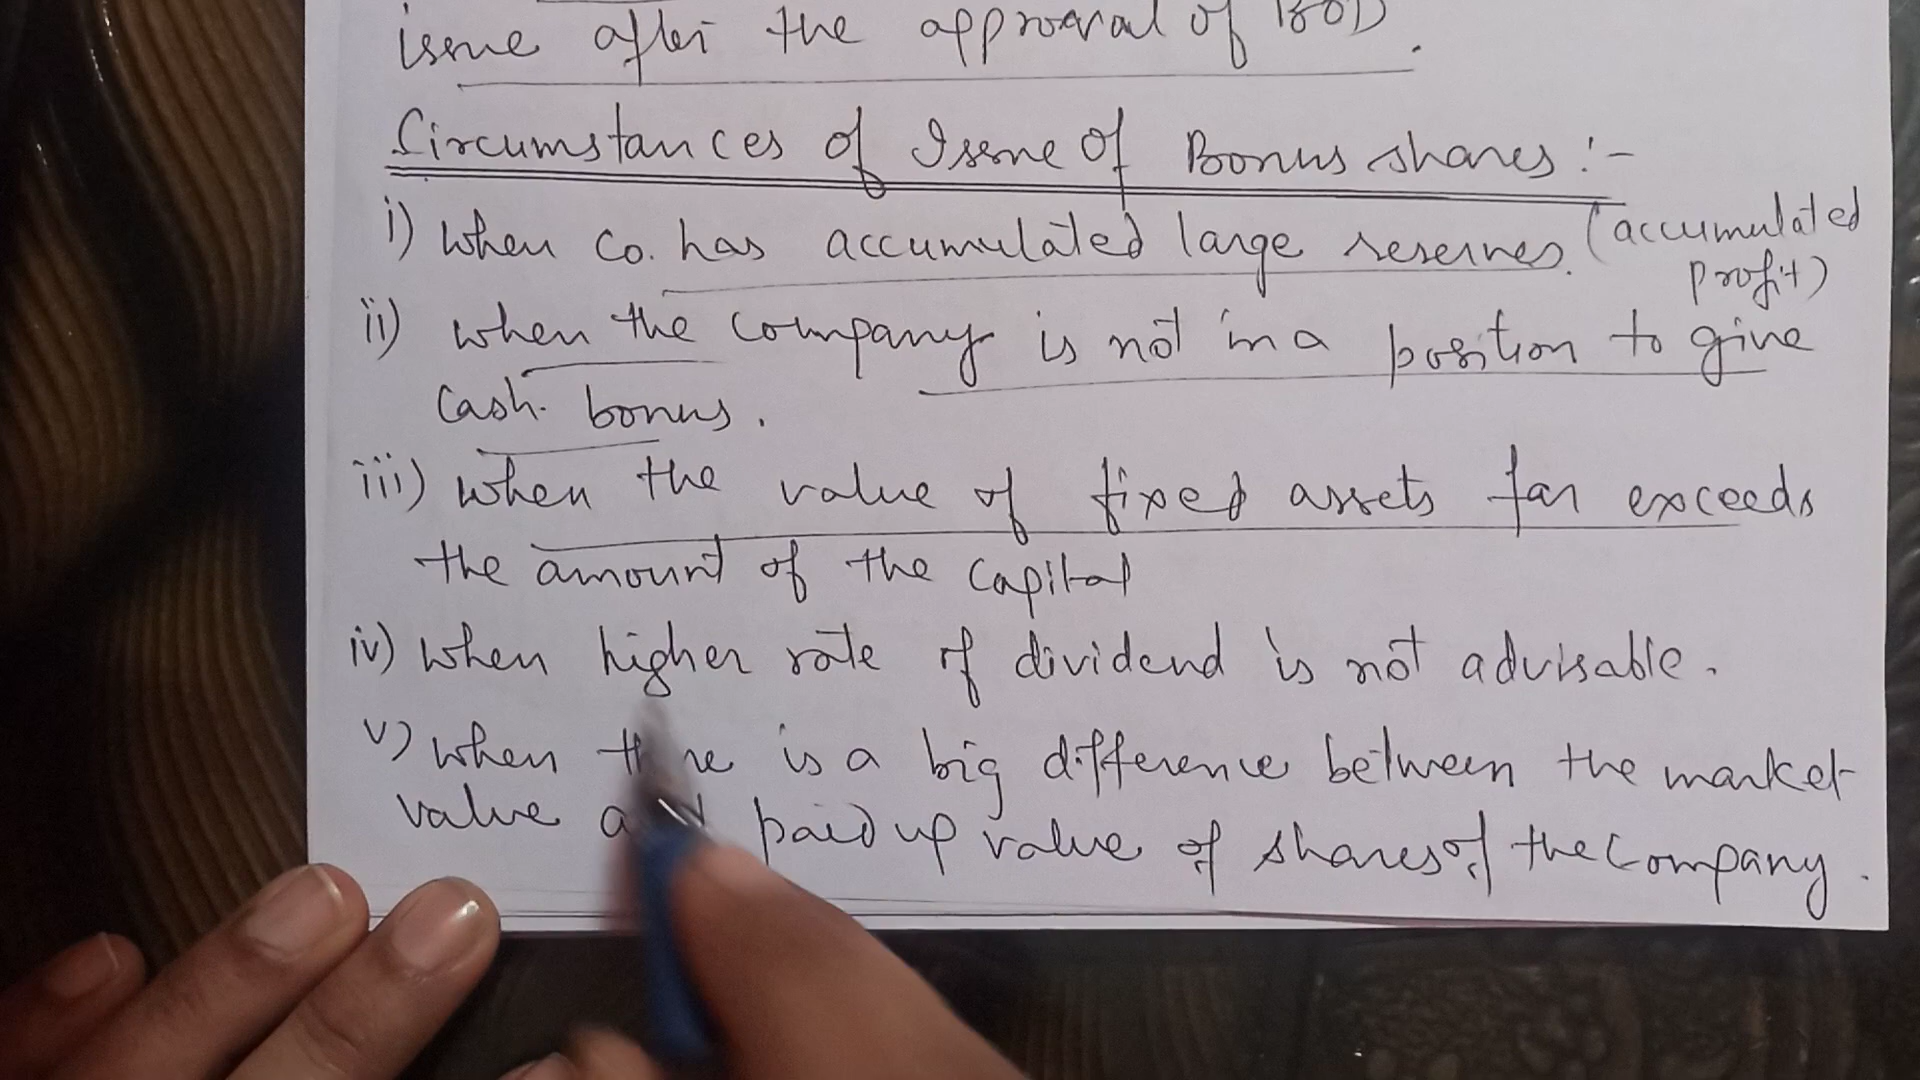 issue after the approval of BOD.
Circumstances of Issue Of Bonus shares :-
i) When Co. has accumulated large reserves. (accumulated
profit)
ii) when the company is not in a position to give
Cash bonus.
iii) when the value of fixed assets far exceeds
the amount of the Capital
iv) When higher rate of dividend is not advisable.
v) when there is a big difference between the market
value and paid up value of shares of the Company.